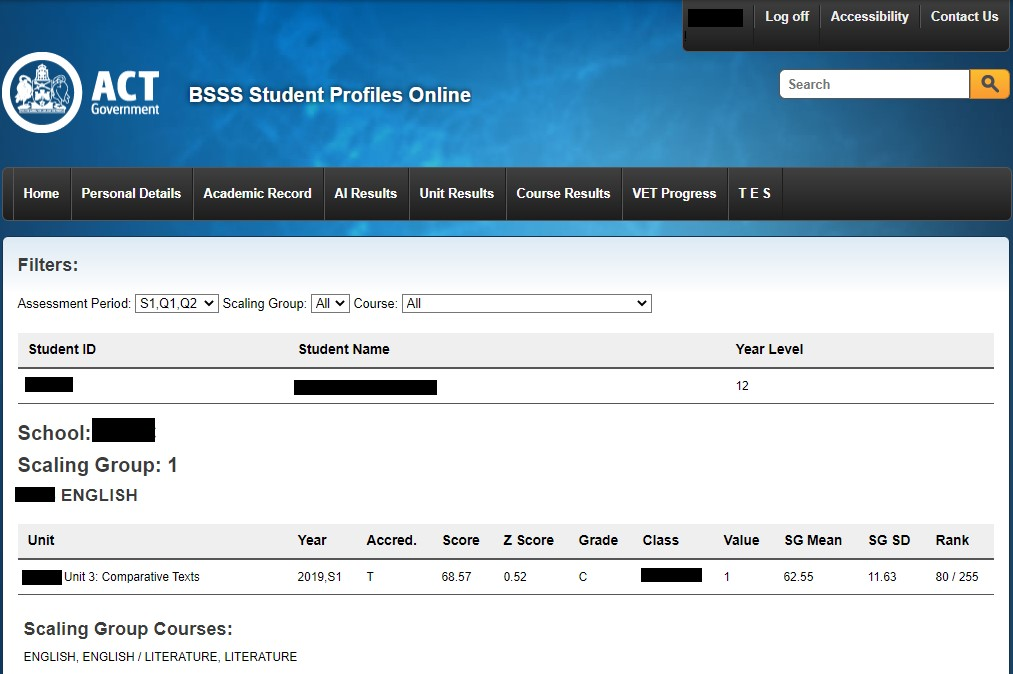 Log off Accessibility Contact Us
ACT
Government
BSSS Student Profiles Online
Search
Home Personal Details Academic Record AI Results Unit Results Course Results VET Progress T E S
Filters:
Assessment Period: S1,Q1,Q2 Scaling Group: All Course: All
Student ID Student Name Year Level
12
School:
Scaling Group: 1
ENGLISH
Unit Year Accred. Score Z Score Grade Class Value SG Mean SG SD Rank
Unit 3: Comparative Texts 2019,S1 T 68.57 0.52 C 1 62.55 11.63 80 / 255
Scaling Group Courses:
ENGLISH, ENGLISH / LITERATURE, LITERATURE